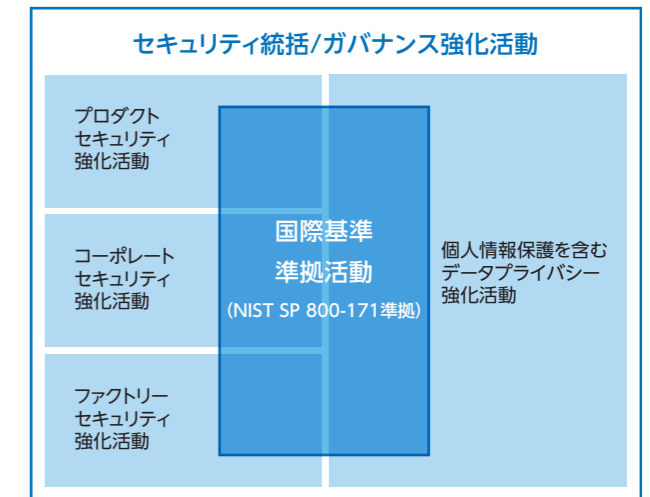 セキュリティ統括/ガバナンス強化活動
プロダクト
セキュリティ
強化活動
コーポレート
セキュリティ
強化活動
ファクトリー
セキュリティ
強化活動
国際基準
準拠活動
(NIST SP 800-171準拠)
個人情報保護を含む
データプライバシー
強化活動